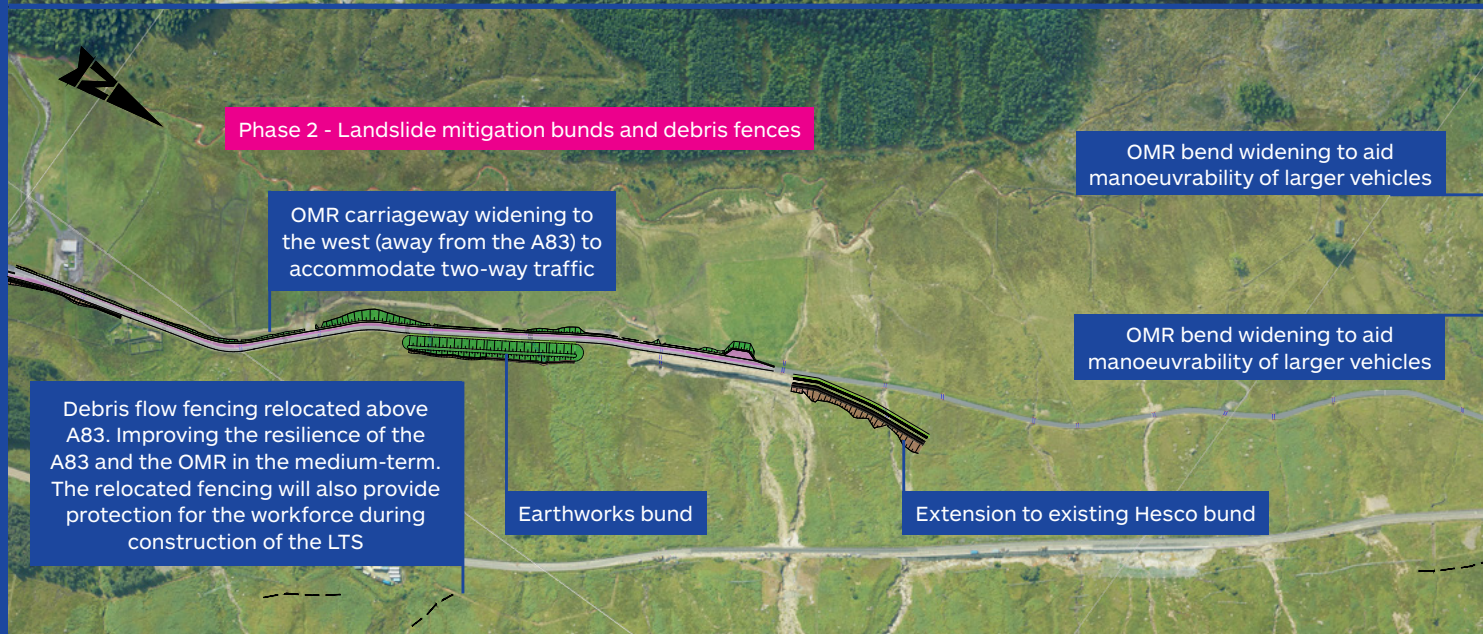 N
Phase 2 - Landslide mitigation bunds and debris fences
OMR bend widening to aid
manoeuvrability of larger vehicles
OMR carriageway widening to
the west (away from the A83) to
accommodate two-way traffic
OMR bend widening to aid
manoeuvrability of larger vehicles
Debris flow fencing relocated above
A83. Improving the resilience of the
A83 and the OMR in the medium-term.
The relocated fencing will also provide
protection for the workforce during
construction of the LTS
Earthworks bund
Extension to existing Hesco bund